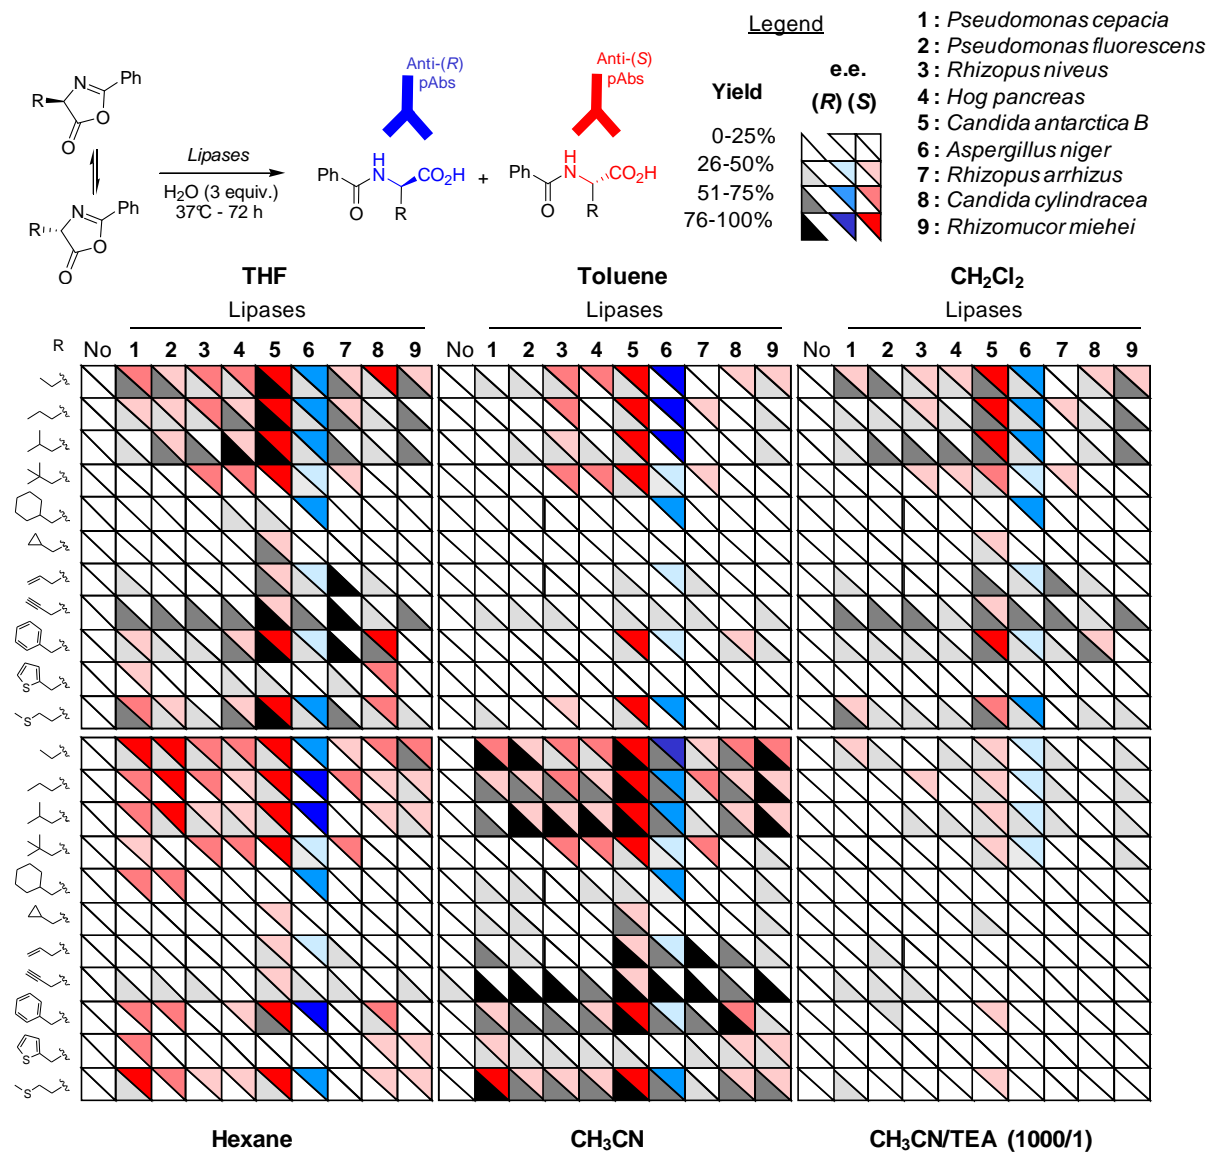 Legend
Yield
e.e.
(R) (S)
0-25%
26-50%
51-75%
76-100%
1 : Pseudomonas cepacia
2 : Pseudomonas fluorescens
3 : Rhizopus niveus
4 : Hog pancreas
5 : Candida antarctica B
6 : Aspergillus niger
7 : Rhizopus arrhizus
8 : Candida cylindracea
9 : Rhizomucor miehei
N Ph
R
O
O
N Ph
R
O
O
Lipases
H₂O (3 equiv.)
37°C - 72 h
Anti-(R)
pAbs
H
Ph N CO₂H
O R
+
Anti-(S)
pAbs
H
Ph N CO₂H
O R
THF Toluene CH₂Cl₂
Lipases Lipases Lipases
R No 1 2 3 4 5 6 7 8 9 No 1 2 3 4 5 6 7 8 9 No 1 2 3 4 5 6 7 8 9
S
S
S
S
Hexane CH₃CN CH₃CN/TEA (1000/1)